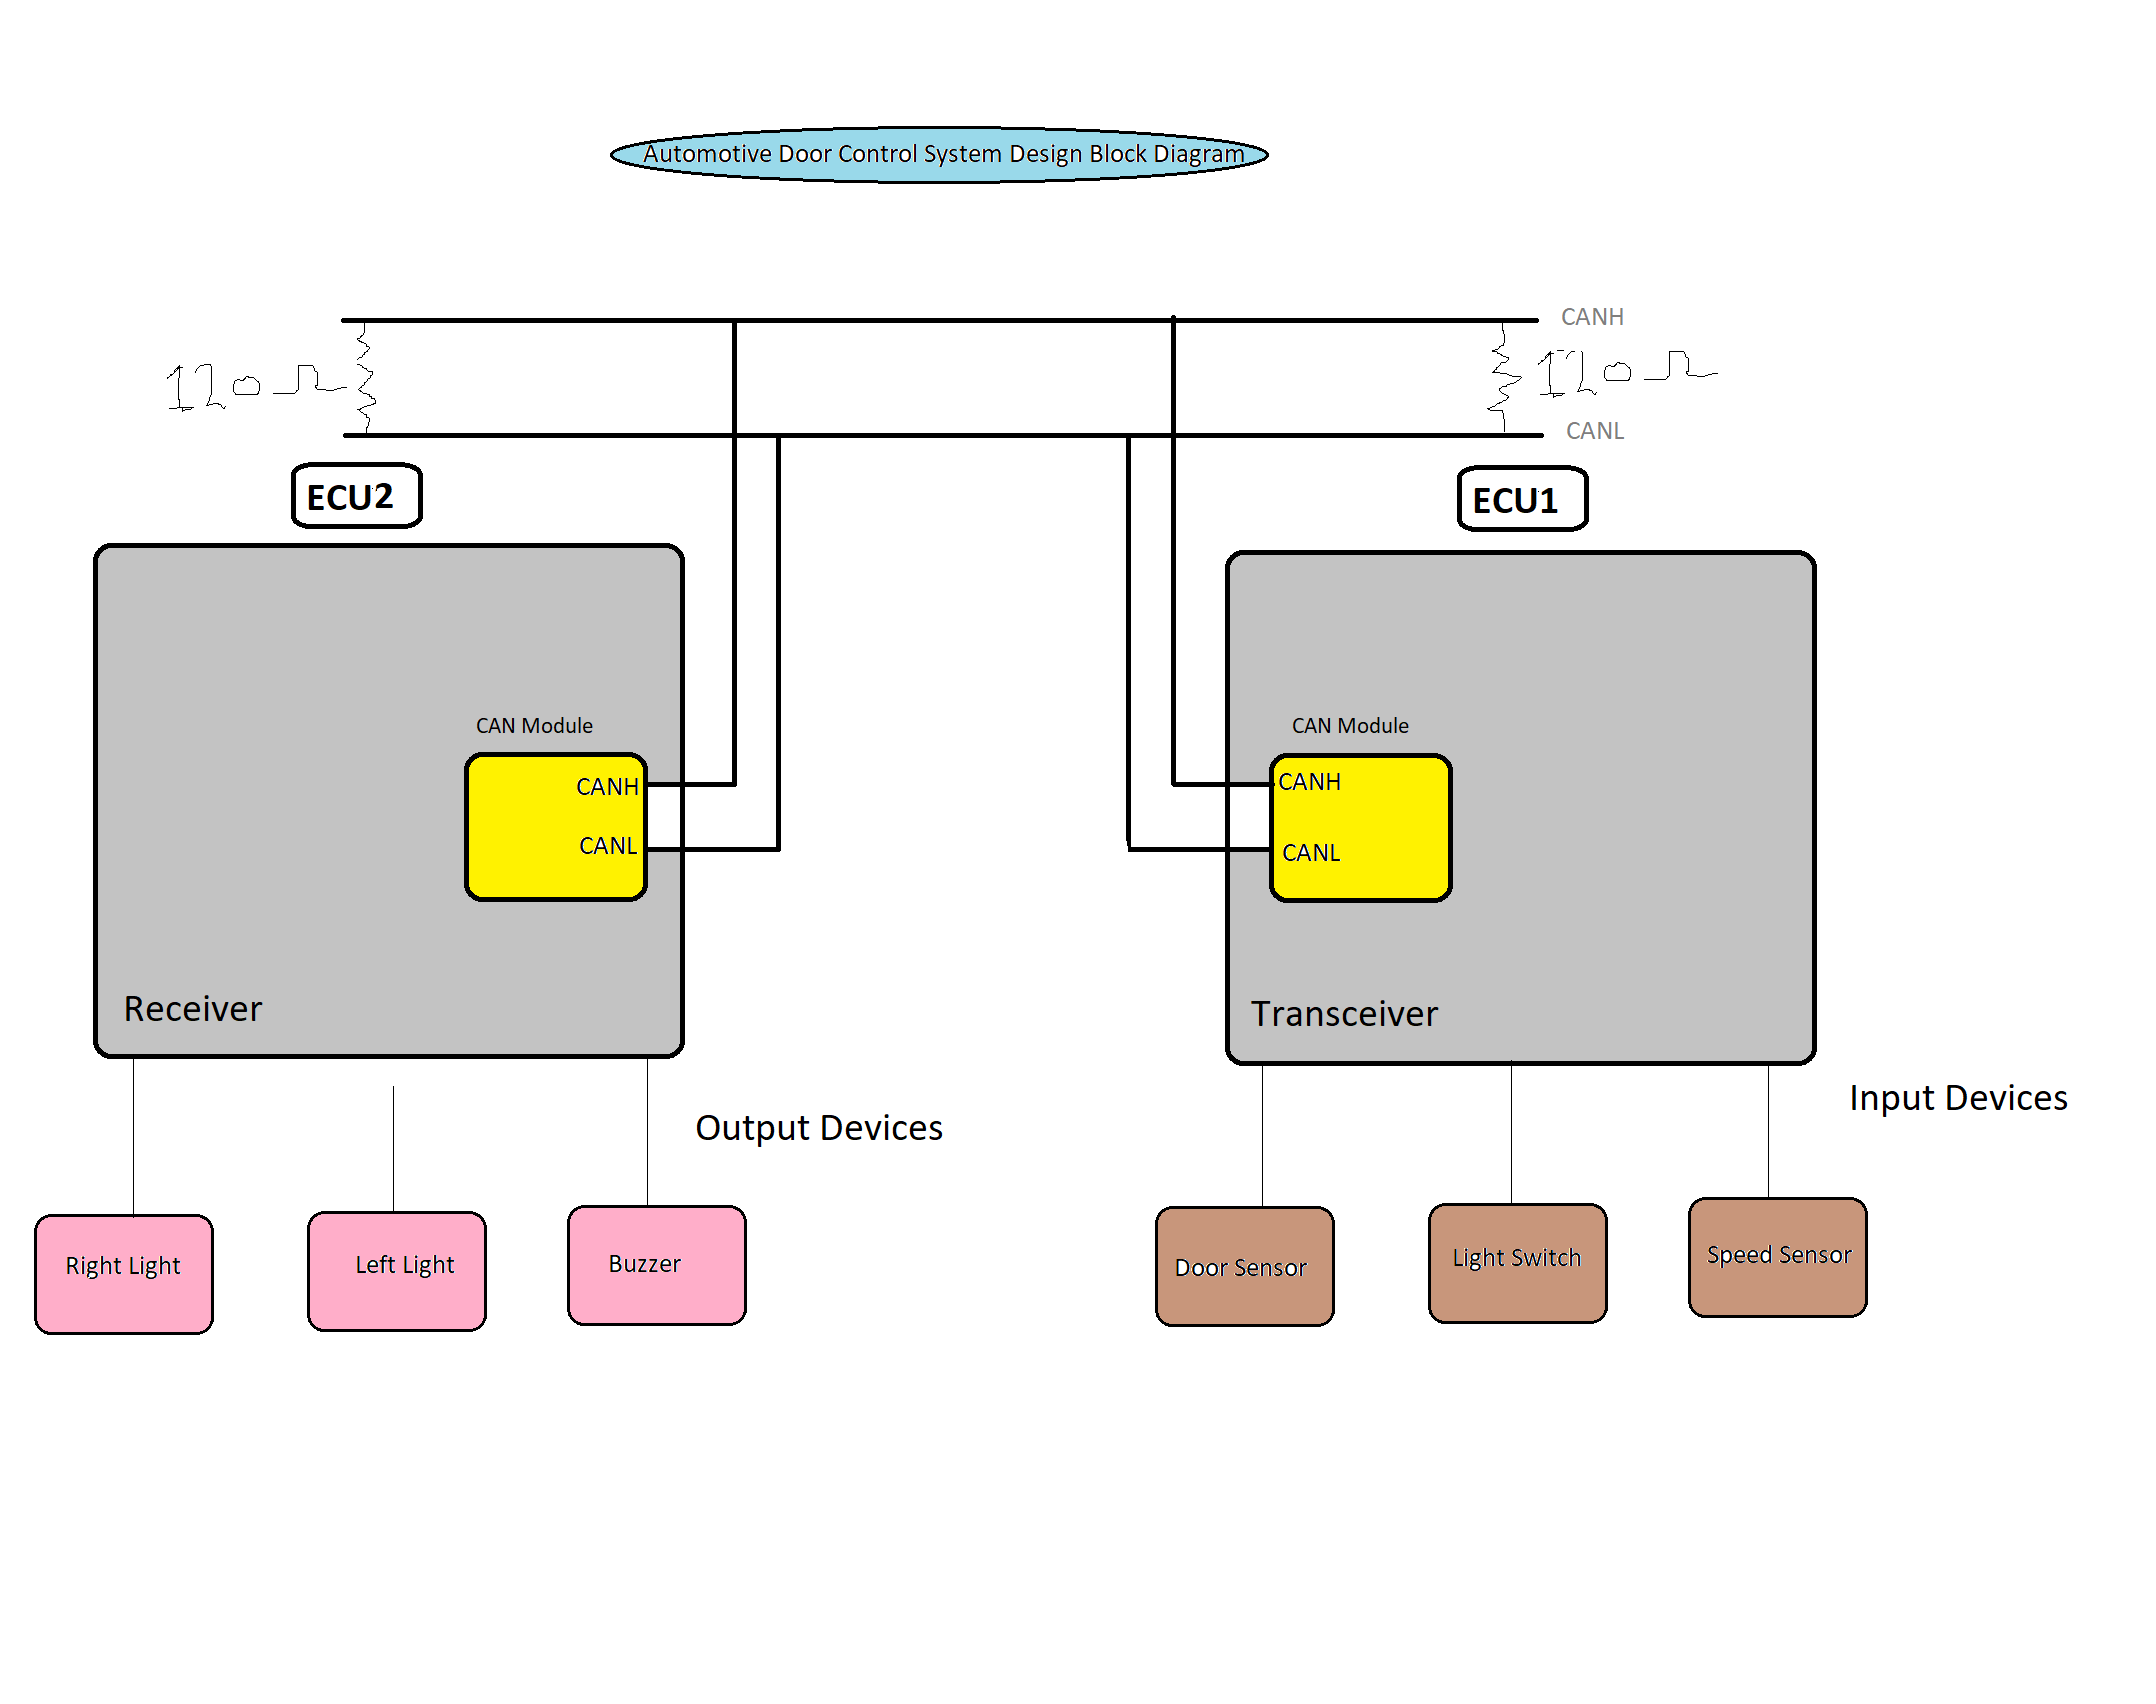 Automotive Door Control System Design Block Diagram
CANH
120 Ω
120 Ω
CANL
ECU2
ECU1
CAN Module
CAN Module
CANH
CANH
CANL
CANL
Receiver
Transceiver
Output Devices
Input Devices
Right Light
Left Light
Buzzer
Door Sensor
Light Switch
Speed Sensor